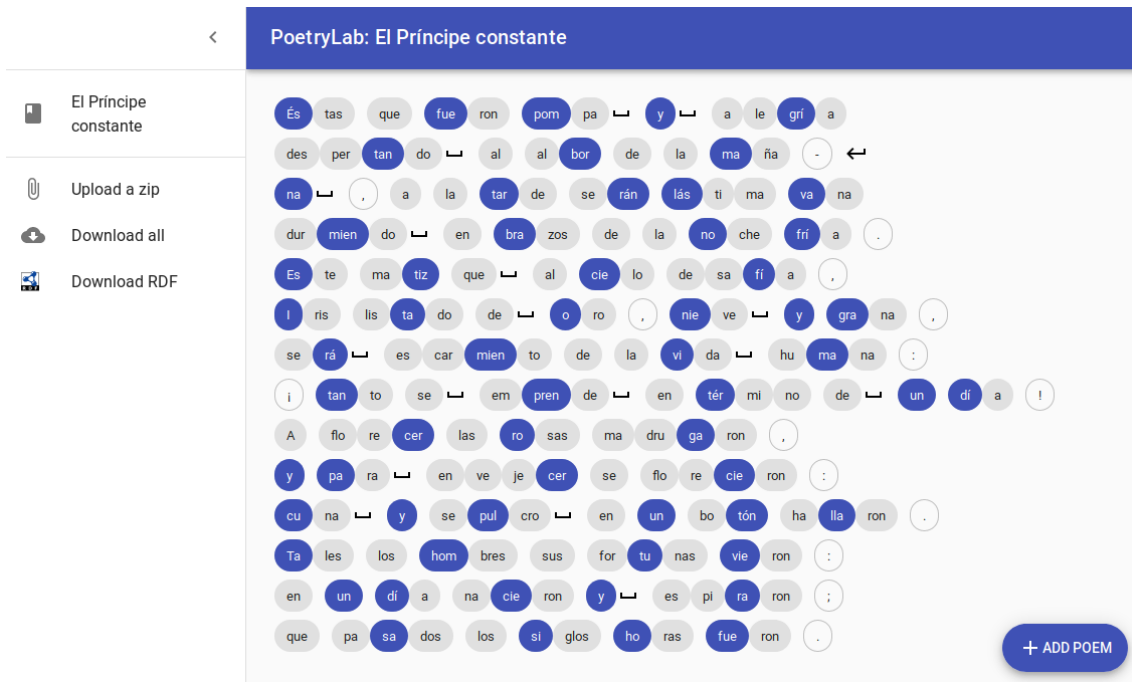 PoetryLab: El Príncipe constante
El Príncipe
constante
Upload a zip
Download all
Download RDF
És tas que fue ron pom pa y a le grí a
des per tan do al al bor de la ma ña -
na , a la tar de se rán lás ti ma va na
dur mien do en bra zos de la no che frí a .
Es te ma tiz que al cie lo de sa fí a ,
I ris lis ta do de o ro , nie ve y gra na ,
se rá es car mien to de la vi da hu ma na :
¡ tan to se em pren de en tér mi no de un dí a !
A flo re cer las ro sas ma dru ga ron ,
y pa ra en ve je cer se flo re cie ron :
cu na y se pul cro en un bo tón ha lla ron .
Ta les los hom bres sus for tu nas vie ron :
en un dí a na cie ron y es pi ra ron ;
que pa sa dos los si glos ho ras fue ron .
+ ADD POEM